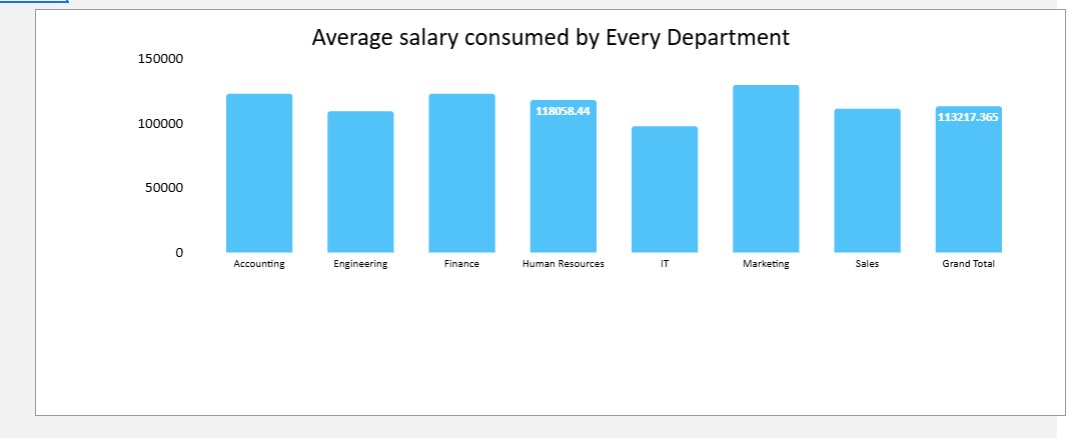 Average salary consumed by Every Department
150000
100000
50000
0
118058.44
113217.365
Accounting
Engineering
Finance
Human Resources
IT
Marketing
Sales
Grand Total